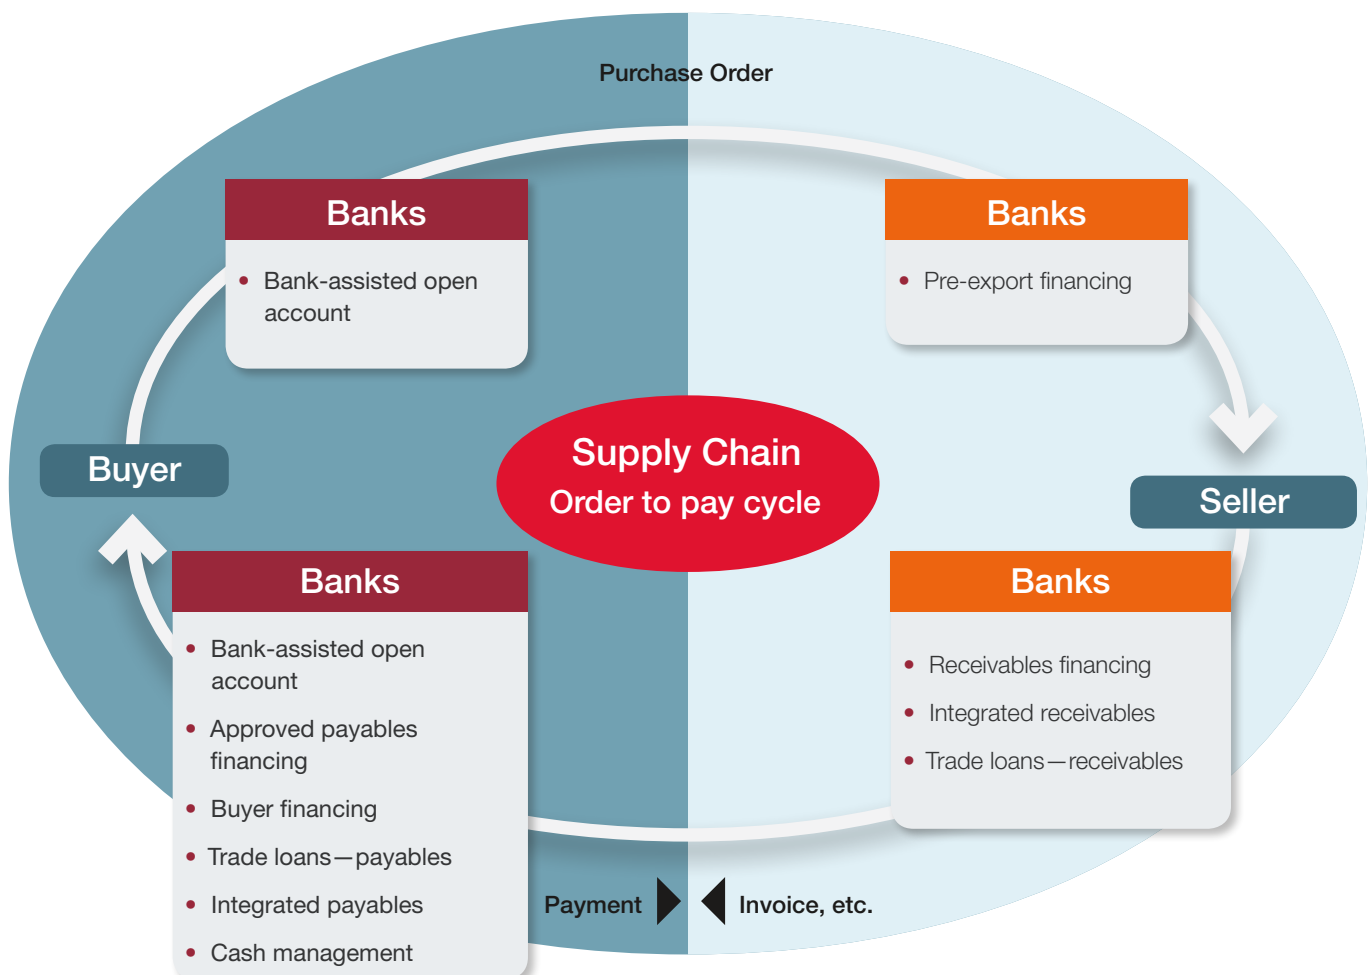 Purchase Order
Banks
• Bank-assisted open
account
Banks
• Pre-export financing
Buyer
Supply Chain
Order to pay cycle
Seller
Banks
• Bank-assisted open
account
• Approved payables
financing
• Buyer financing
• Trade loans—payables
• Integrated payables
• Cash management
Banks
• Receivables financing
• Integrated receivables
• Trade loans—receivables
Payment
Invoice, etc.